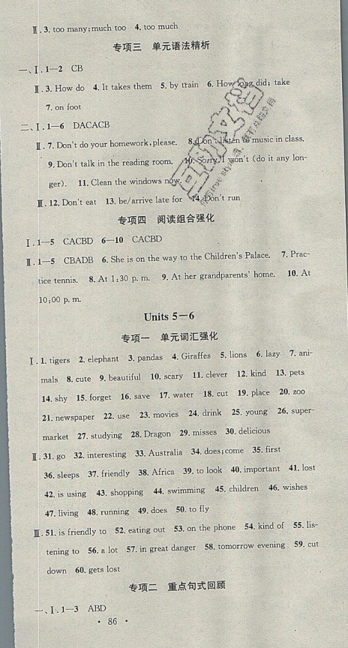 Ⅱ. 3. too many; much too 4. too much
专项三 单元语法精析
一、Ⅰ. 1—2 CB
Ⅱ. 3. How do 4. It takes them 5. by train 6. How long did; take
7. on foot
二、Ⅰ. 1—6 DACACB
Ⅱ. 7. Don't do your homework, please. 8. Don't listen to music in class.
9. Don't talk in the reading room. 10. Sorry, I won't (do it any lon-
ger). 11. Clean the windows now.
Ⅲ. 12. Don't eat 13. be/arrive late for 14. Don't run
专项四 阅读组合强化
Ⅰ. 1—5 CACBD 6—10 CACBD
Ⅱ. 1—5 CBADB 6. She is on the way to the Children's Palace. 7. Prac-
tice tennis. 8. At 1:30 p. m. 9. At her grandparents' home. 10. At
10:00 p. m.
Units 5－6
专项一 单元词汇强化
Ⅰ. 1. tigers 2. elephant 3. pandas 4. Giraffes 5. lions 6. lazy 7. ani-
mals 8. cute 9. beautiful 10. scary 11. clever 12. kind 13. pets
14. shy 15. forget 16. save 17. water 18. cut 19. place 20. zoo
21. newspaper 22. use 23. movies 24. drink 25. young 26. super-
market 27. studying 28. Dragon 29. misses 30. delicious
Ⅱ. 31. go 32. interesting 33. Australia 34. does; come 35. first
36. sleeps 37. friendly 38. Africa 39. to look 40. important 41. lost
42. is using 43. shopping 44. swimming 45. children 46. wishes
47. living 48. running 49. does 50. to fly
Ⅲ. 51. is friendly to 52. eating out 53. on the phone 54. kind of 55. lis-
tening to 56. a lot 57. in great danger 58. tomorrow evening 59. cut
down 60. gets lost
专项二 重点句式回顾
一、Ⅰ. 1—3 ABD
· 86 ·